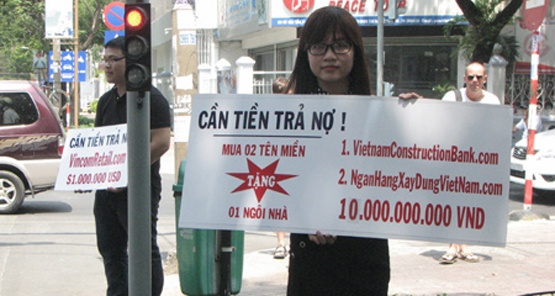 PEACE TOUR
CẦN TIỀN TRẢ NỢ
VincomRetail.com
$1.000.000 USD
CẦN TIỀN TRẢ NỢ !
MUA 02 TÊN MIỀN
TẶNG
01 NGÔI NHÀ
1. VietnamConstructionBank.com
2. NganHangXayDungVietNam.com
10.000.000.000 VND